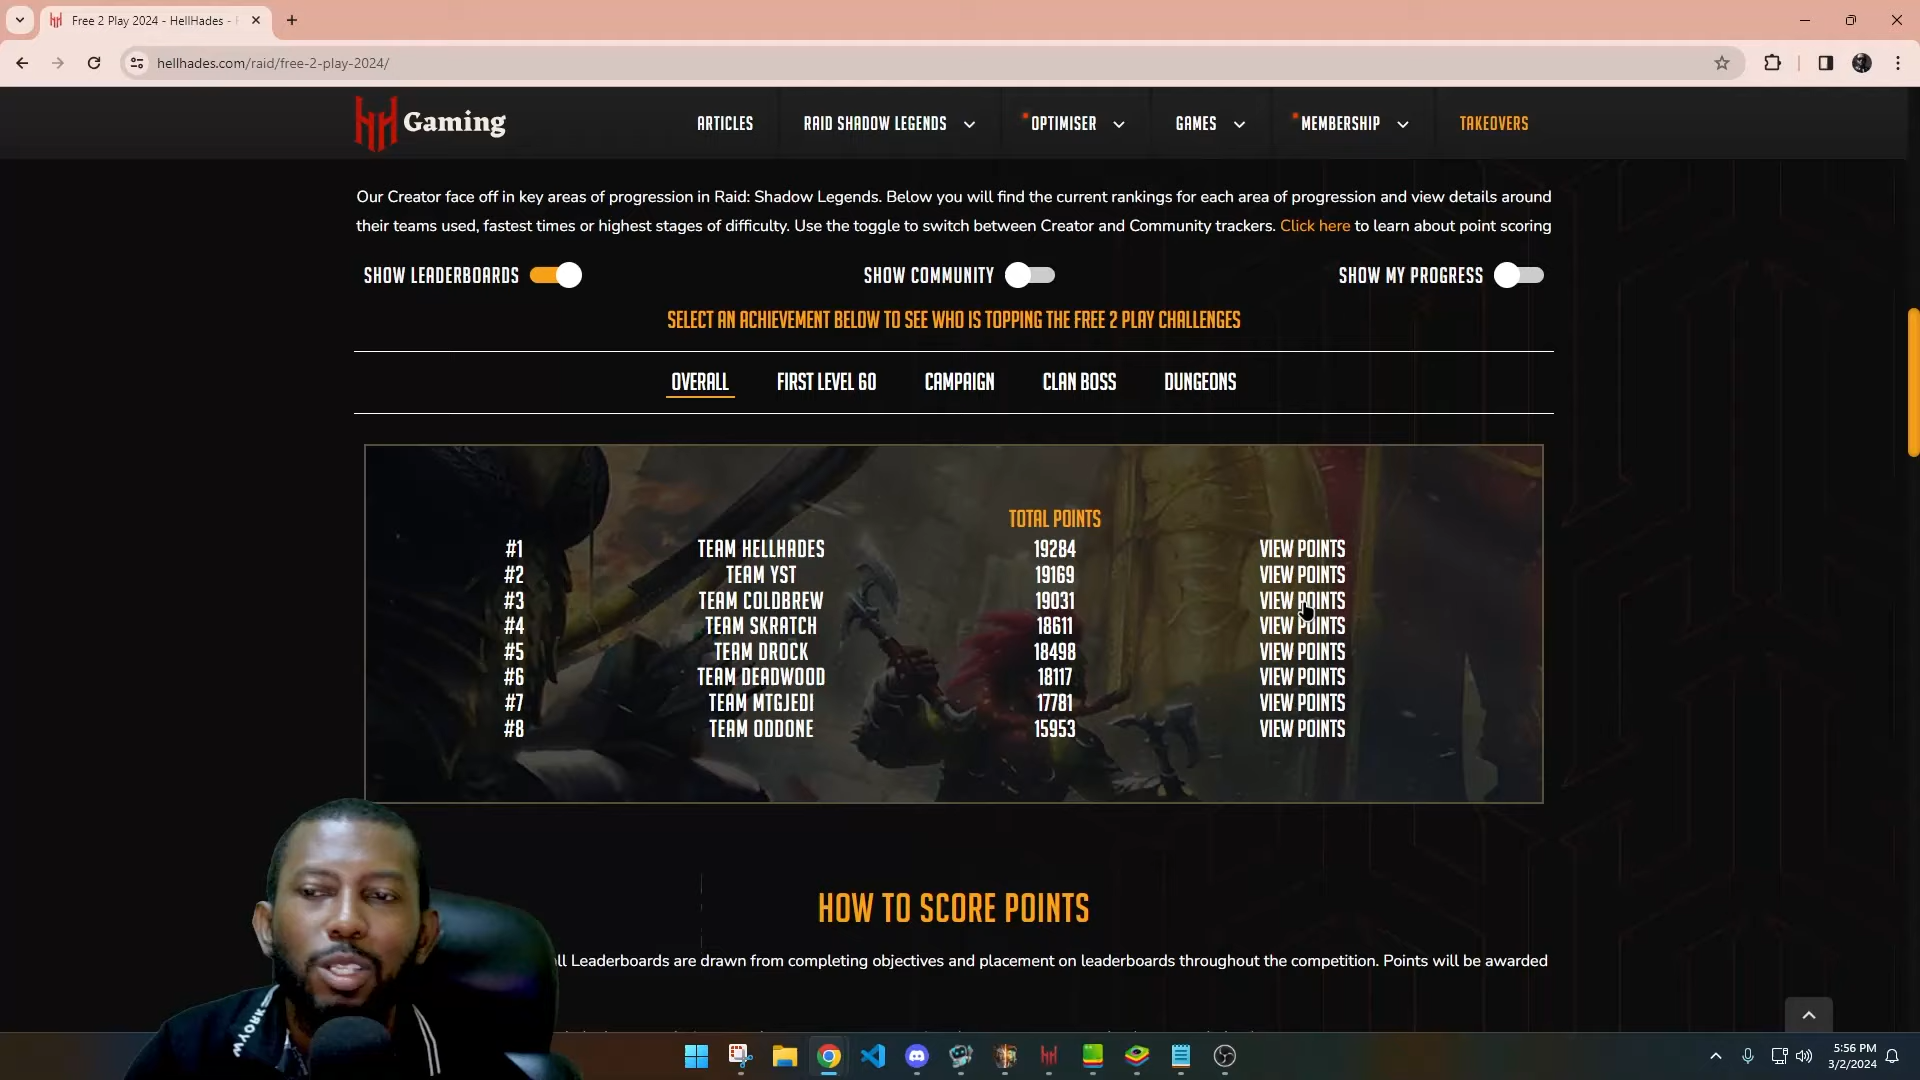 Free 2 Play 2024 - HellHades -
hellhades.com/raid/free-2-play-2024/
Gaming
ARTICLES
RAID SHADOW LEGENDS
OPTIMISER
GAMES
MEMBERSHIP
TAKEOVERS
Our Creator face off in key areas of progression in Raid: Shadow Legends. Below you will find the current rankings for each area of progression and view details around
their teams used, fastest times or highest stages of difficulty. Use the toggle to switch between Creator and Community trackers. Click here to learn about point scoring
SHOW LEADERBOARDS
SHOW COMMUNITY
SHOW MY PROGRESS
SELECT AN ACHIEVEMENT BELOW TO SEE WHO IS TOPPING THE FREE 2 PLAY CHALLENGES
OVERALL
FIRST LEVEL 60
CAMPAIGN
CLAN BOSS
DUNGEONS
TOTAL POINTS
#1 TEAM HELLHADES 19284 VIEW POINTS
#2 TEAM YST 19169 VIEW POINTS
#3 TEAM COLDBREW 19031 VIEW POINTS
#4 TEAM SKRATCH 18611 VIEW POINTS
#5 TEAM DROCK 18498 VIEW POINTS
#6 TEAM DEADWOOD 18117 VIEW POINTS
#7 TEAM MTGJEDI 17781 VIEW POINTS
#8 TEAM ODDONE 15953 VIEW POINTS
HOW TO SCORE POINTS
Leaderboards are drawn from completing objectives and placement on leaderboards throughout the competition. Points will be awarded
5:56 PM
3/2/2024